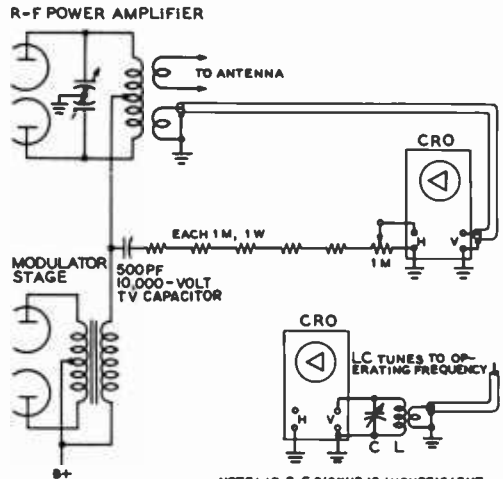 R-F POWER AMPLIFIER
TO ANTENNA
CRO
H
V
EACH 1M, 1W
1M
500PF
10,000-VOLT
TV CAPACITOR
MODULATOR
STAGE
B+
CRO
H
V
LC TUNES TO OP-
ERATING FREQUENCY
C L